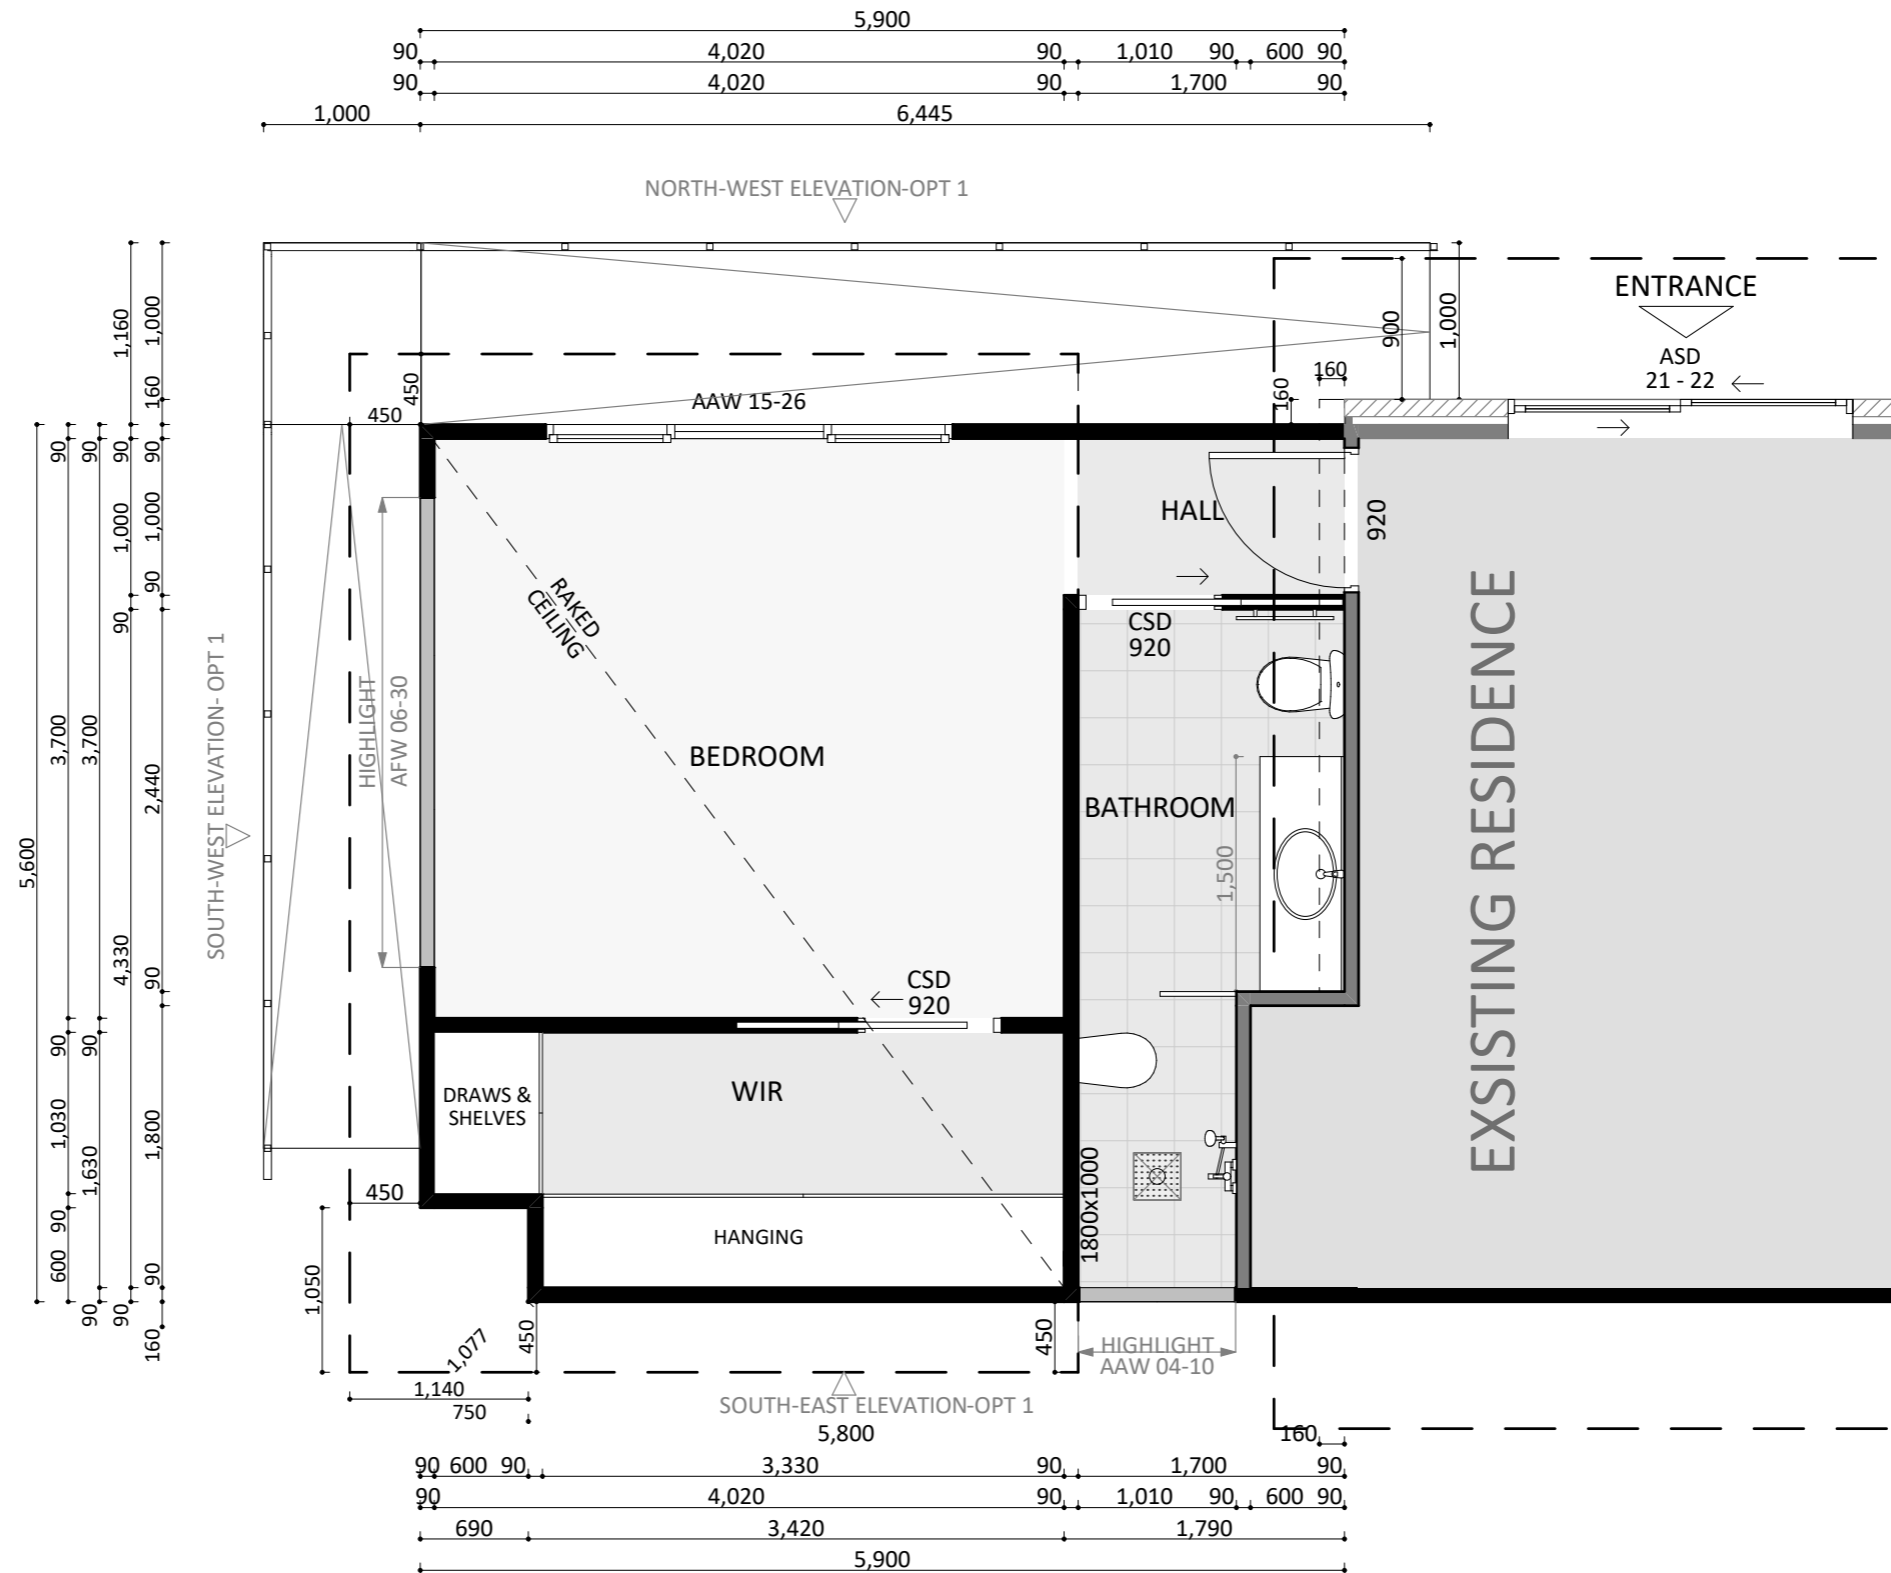 5,900
90 4,020 90 1,010 90 600 90
90 4,020 90 1,700 90
1,000 6,445
NORTH-WEST ELEVATION-OPT 1
ENTRANCE
ASD
21 - 22
900
1,000
160
160
450
450
AAW 15-26
1,160
1,000
160
90
90
90
90
1,000
1,000
90
90
HALL
920
RAKED
CEILING
CSD
920
SOUTH-WEST ELEVATION- OPT 1
HIGHLIGHT
AFW 06-30
3,700
3,700
2,440
5,600
4,330
90
BEDROOM
BATHROOM
1,500
EXSISTING RESIDENCE
CSD
920
90
90
1,030
1,630
1,800
90
600
90
90
90
160
DRAWS &
SHELVES
WIR
HANGING
1800x1000
450
1,050
1,077
450
450
HIGHLIGHT
AAW 04-10
1,140
750
SOUTH-EAST ELEVATION-OPT 1
5,800
160
90 600 90 3,330 90 1,700 90
90 4,020 90 1,010 90 600 90
690 3,420 1,790
5,900